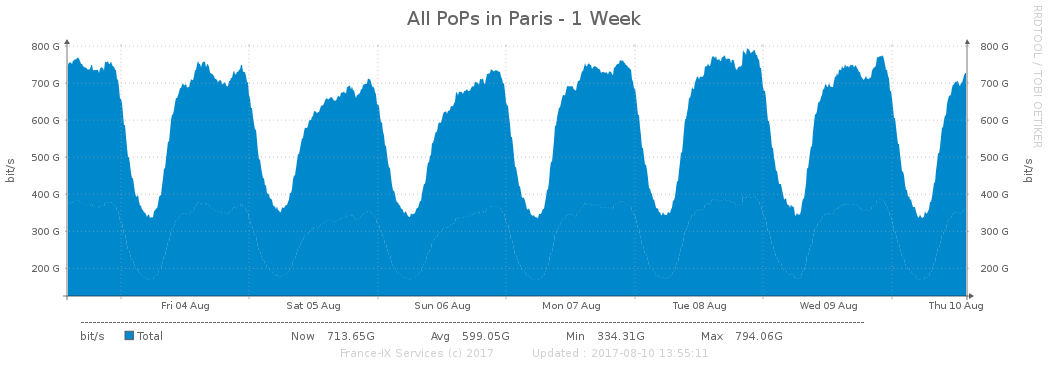 All PoPs in Paris - 1 Week
RRDTOOL / TOBI OETIKER
800 G 800 G
700 G 700 G
600 G 600 G
500 G 500 G
400 G 400 G
300 G 300 G
200 G 200 G
bit/s bit/s
Fri 04 Aug Sat 05 Aug Sun 06 Aug Mon 07 Aug Tue 08 Aug Wed 09 Aug Thu 10 Aug
bit/s Total Now 713.65G Avg 599.05G Min 334.31G Max 794.06G
France-IX Services (c) 2017 Updated : 2017-08-10 13:55:11